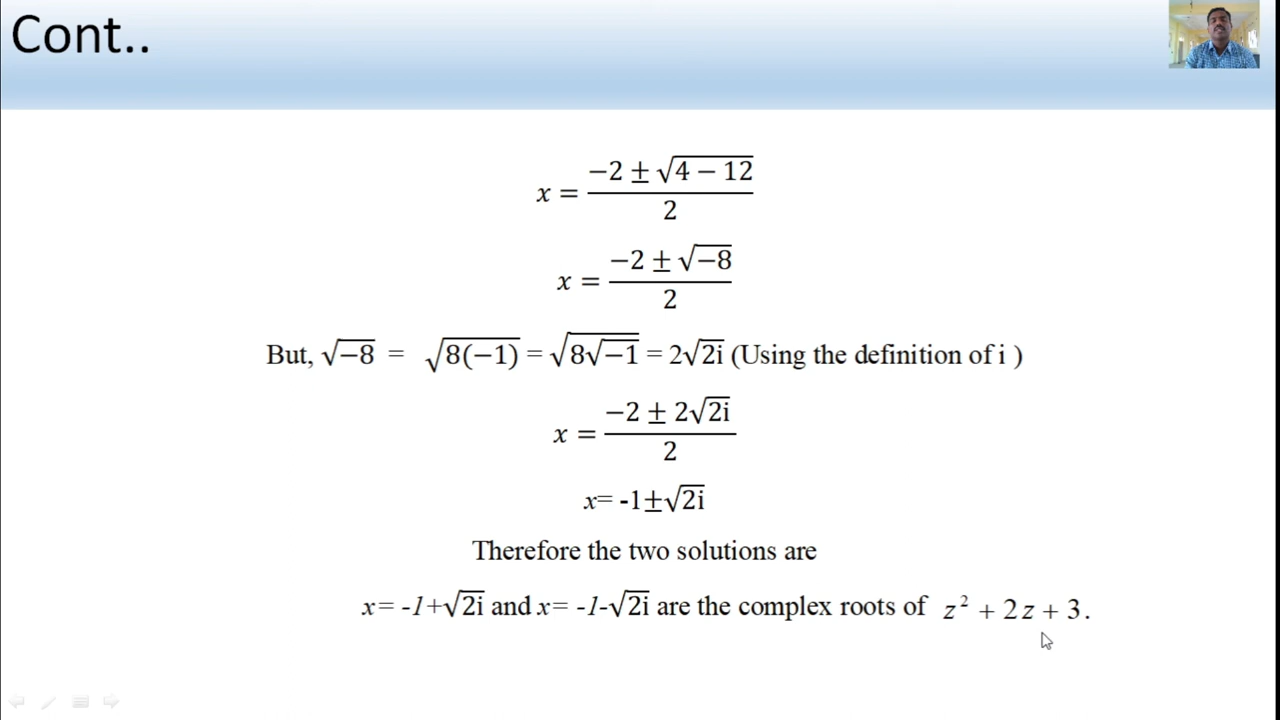 Cont..
x = (−2 ± √(4 − 12))/2
x = (−2 ± √(−8))/2
But, √−8 = √8(−1) = √8√−1 = 2√2i (Using the definition of i )
x = (−2 ± 2√2i)/2
x= -1±√2i
Therefore the two solutions are
x= -1+√2i and x= -1-√2i are the complex roots of z² + 2z + 3.